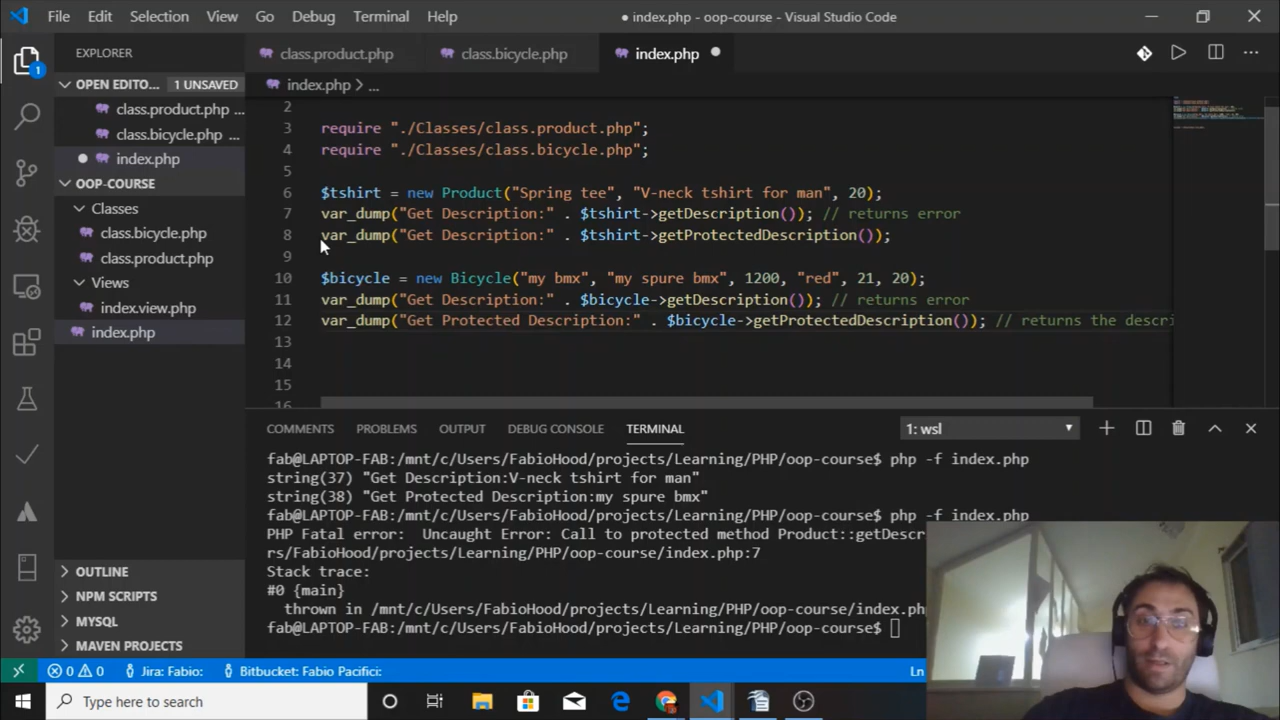 File Edit Selection View Go Debug Terminal Help ● index.php - oop-course - Visual Studio Code
EXPLORER class.product.php class.bicycle.php index.php
OPEN EDITO... 1 UNSAVED
index.php > ...
class.product.php ...
class.bicycle.php ...
index.php
OOP-COURSE
Classes
class.bicycle.php
class.product.php
Views
index.view.php
index.php
OUTLINE
NPM SCRIPTS
MYSQL
MAVEN PROJECTS
1
2
3 require "./Classes/class.product.php";
4 require "./Classes/class.bicycle.php";
5
6 $tshirt = new Product("Spring tee", "V-neck tshirt for man", 20);
7 var_dump("Get Description:" . $tshirt->getDescription()); // returns error
8 var_dump("Get Description:" . $tshirt->getProtectedDescription());
9
10 $bicycle = new Bicycle("my bmx", "my spure bmx", 1200, "red", 21, 20);
11 var_dump("Get Description:" . $bicycle->getDescription()); // returns error
12 var_dump("Get Protected Description:" . $bicycle->getProtectedDescription()); // returns the descri
13
14
15
16
COMMENTS PROBLEMS OUTPUT DEBUG CONSOLE TERMINAL 1: wsl
fab@LAPTOP-FAB:/mnt/c/Users/FabioHood/projects/Learning/PHP/oop-course$ php -f index.php
string(37) "Get Description:V-neck tshirt for man"
string(38) "Get Protected Description:my spure bmx"
fab@LAPTOP-FAB:/mnt/c/Users/FabioHood/projects/Learning/PHP/oop-course$ php -f index.php
PHP Fatal error:  Uncaught Error: Call to protected method Product::getDescr
rs/FabioHood/projects/Learning/PHP/oop-course/index.php:7
Stack trace:
#0 {main}
thrown in /mnt/c/Users/FabioHood/projects/Learning/PHP/oop-course/index.ph
fab@LAPTOP-FAB:/mnt/c/Users/FabioHood/projects/Learning/PHP/oop-course$
0 0 Jira: Fabio: Bitbucket: Fabio Pacifici: Ln
Type here to search